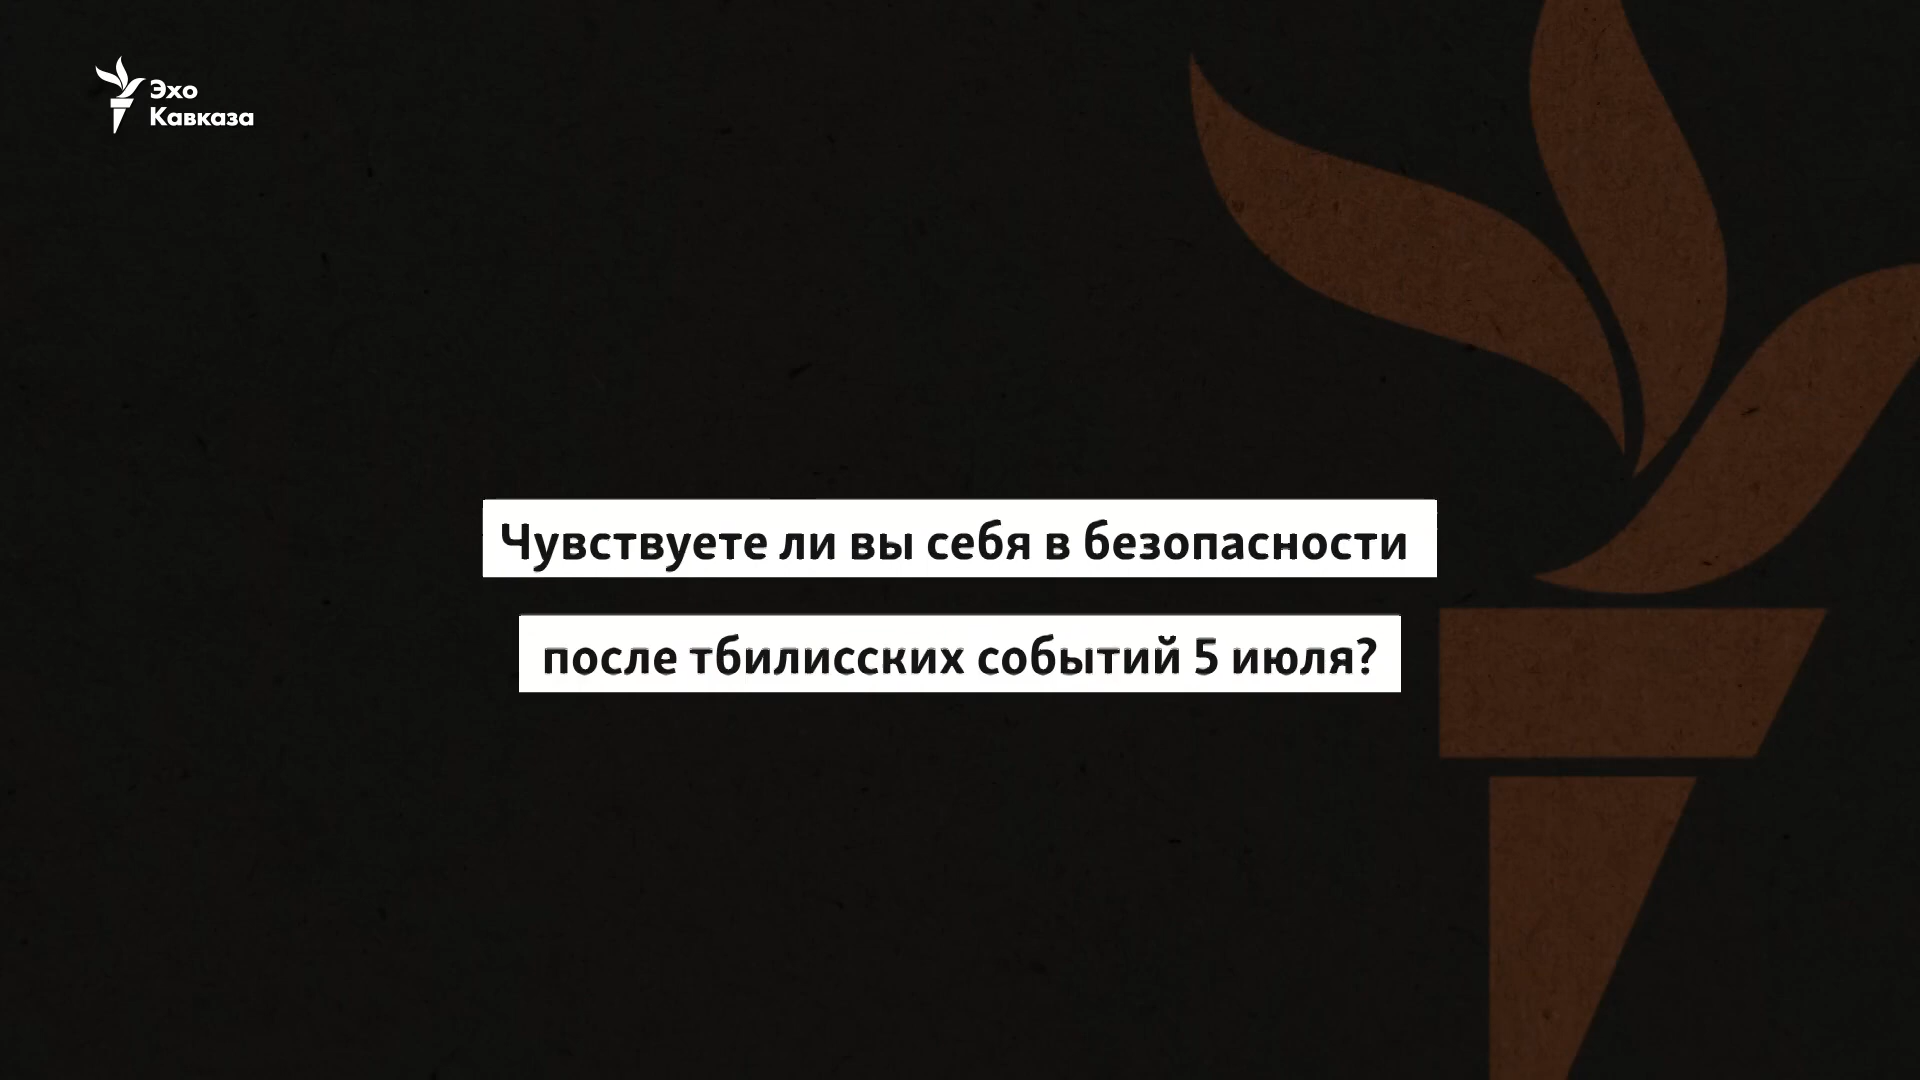 Эхо
Кавказа
Чувствуете ли вы себя в безопасности
после тбилисских событий 5 июля?